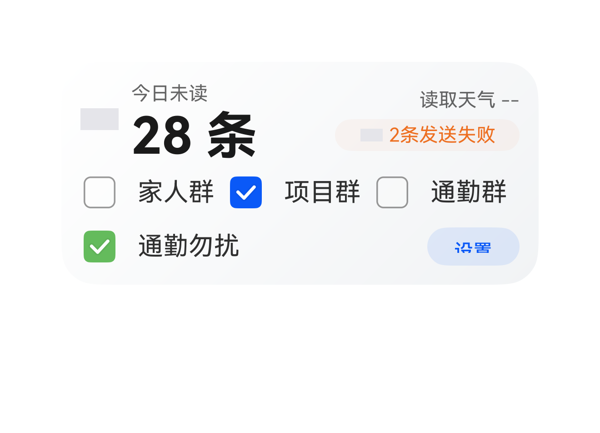 今日未读
读取天气 --
28 条
2条发送失败
家人群 项目群 通勤群
通勤勿扰
设置